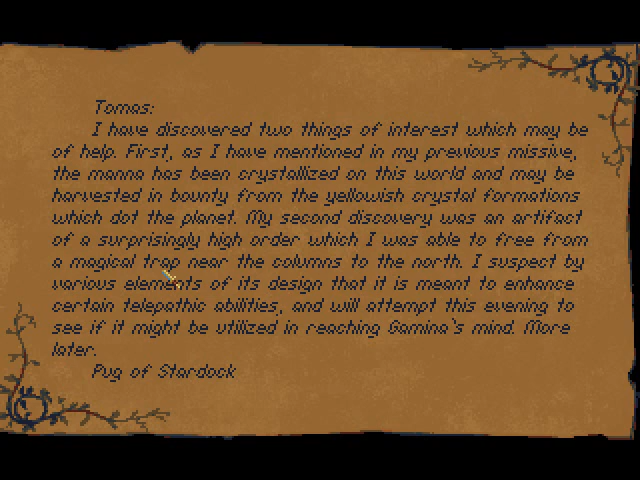 Tomas:
I have discovered two things of interest which may be
of help. First, as I have mentioned in my previous missive,
the manna has been crystallized on this world and may be
harvested in bounty from the yellowish crystal formations
which dot the planet. My second discovery was an artifact
of a surprisingly high order which I was able to free from
a magical trap near the columns to the north. I suspect by
various elements of its design that it is meant to enhance
certain telepathic abilities, and will attempt this evening to
see if it might be utilized in reaching Gamina's mind. More
later.
Pug of Stardock